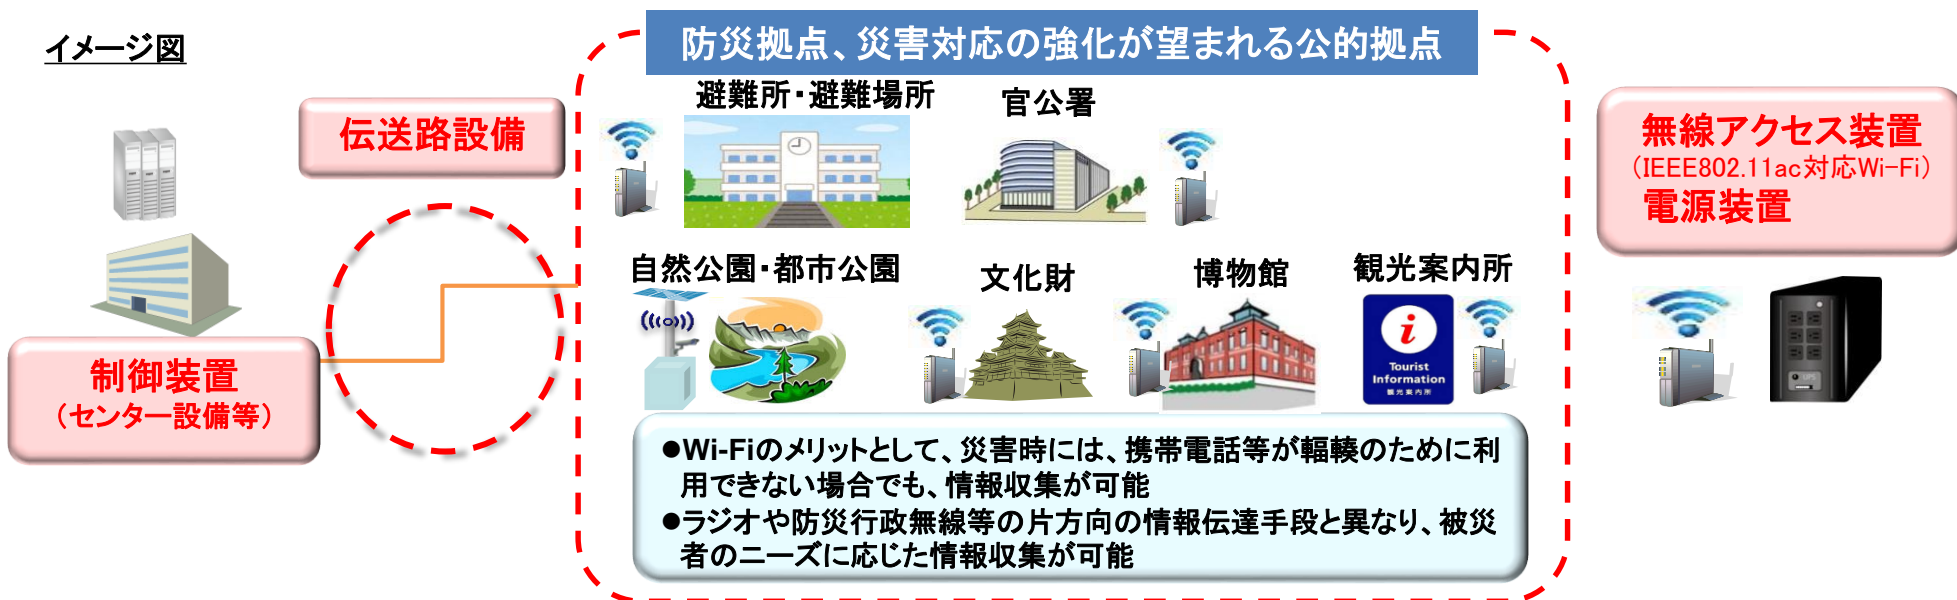 イメージ図
防災拠点、災害対応の強化が望まれる公的拠点
伝送路設備
避難所・避難場所
官公署
無線アクセス装置
(IEEE802.11ac対応Wi-Fi)
電源装置
自然公園・都市公園
文化財
博物館
観光案内所
i
Tourist
Information
観光案内所
制御装置
(センター設備等)
UPS
●Wi-Fiのメリットとして、災害時には、携帯電話等が輻輳のために利
用できない場合でも、情報収集が可能
●ラジオや防災行政無線等の片方向の情報伝達手段と異なり、被災
者のニーズに応じた情報収集が可能